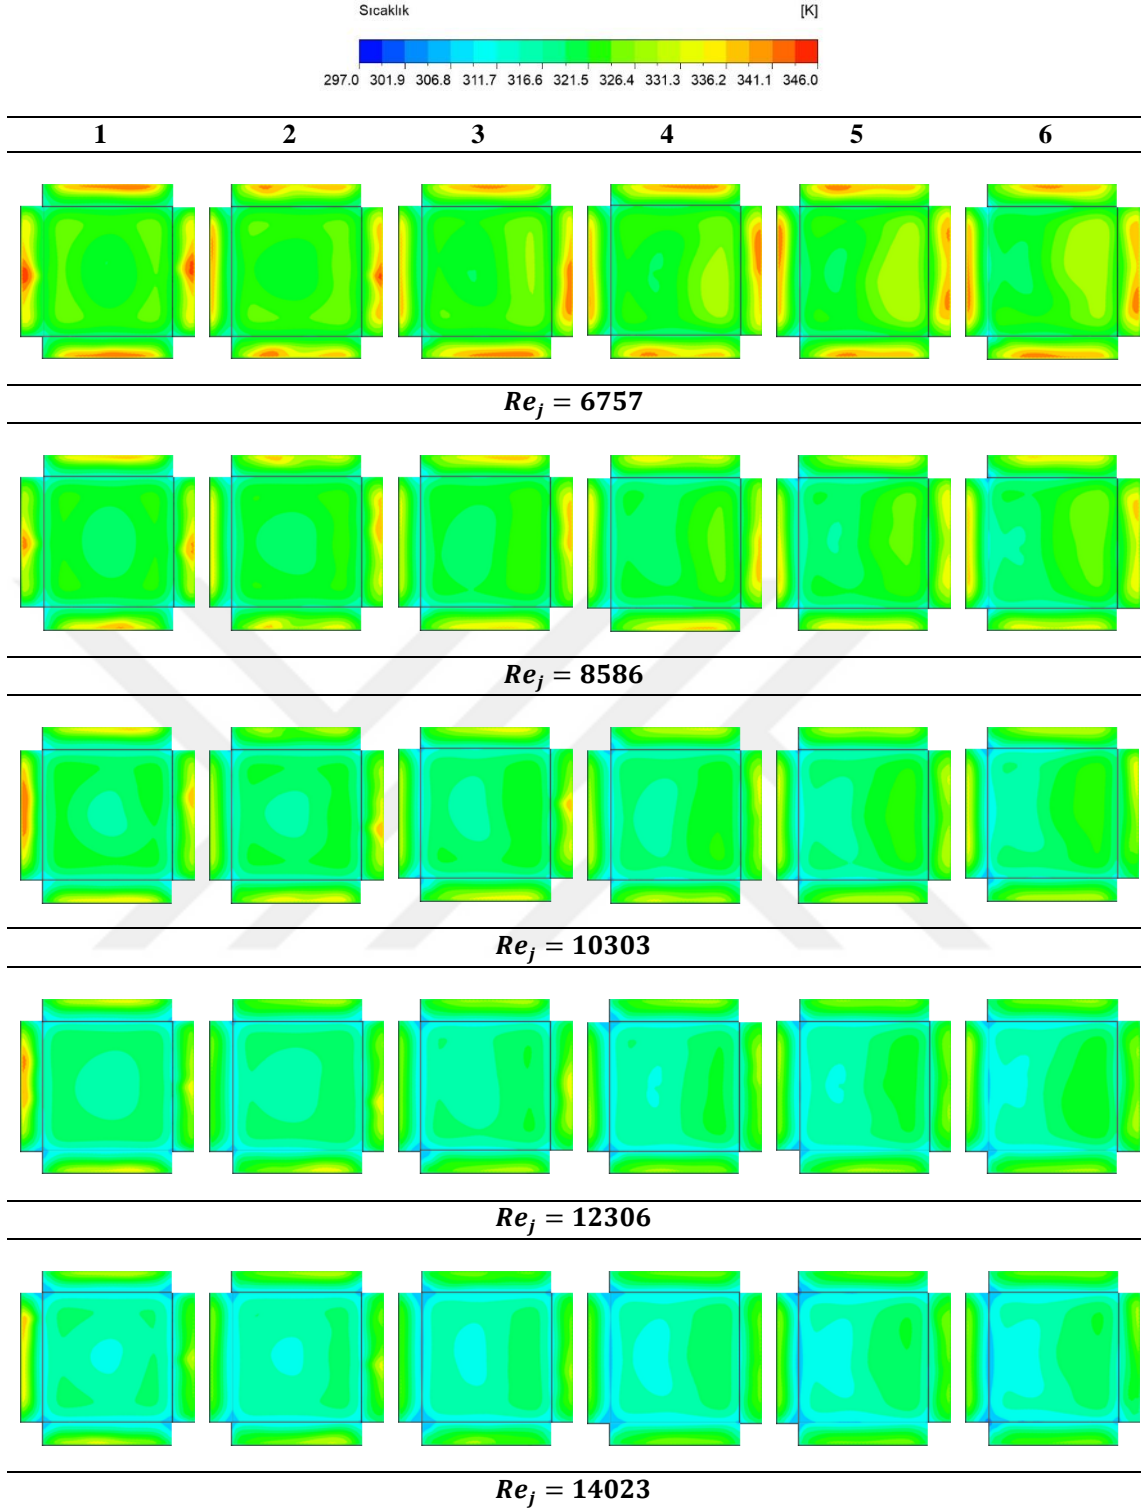 Sıcaklık [K]
297.0 301.9 306.8 311.7 316.6 321.5 326.4 331.3 336.2 341.1 346.0
1 2 3 4 5 6
Re_j = 6757
Re_j = 8586
Re_j = 10303
Re_j = 12306
Re_j = 14023